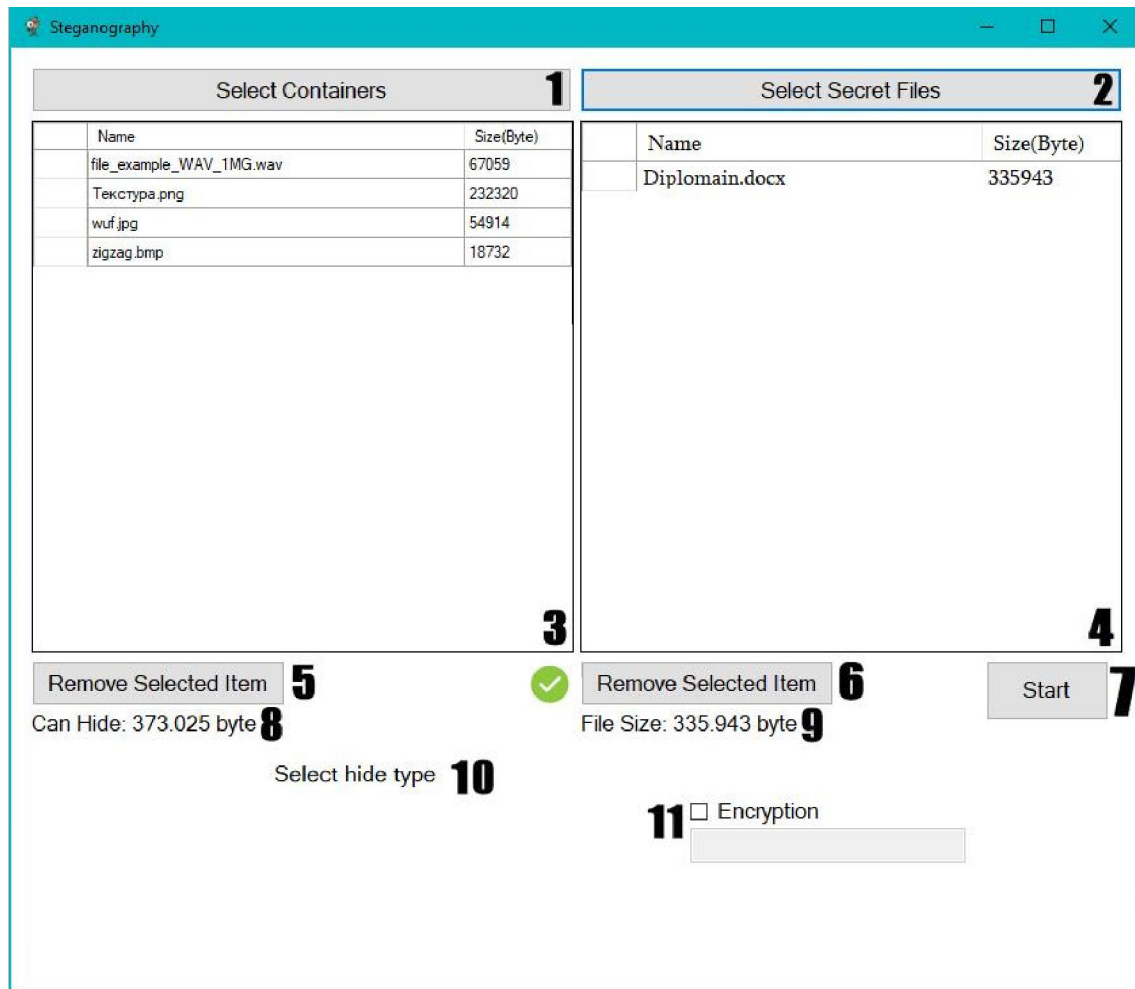 Steganography
Select Containers 1
Select Secret Files 2
Name Size(Byte)
file_example_WAV_1MG.wav 67059
Текстура.png 232320
wuf.jpg 54914
zigzag.bmp 18732
3
Name Size(Byte)
Diplomain.docx 335943
4
Remove Selected Item 5
Remove Selected Item 6
Start 7
Can Hide: 373.025 byte 8
File Size: 335.943 byte 9
Select hide type 10
11 Encryption